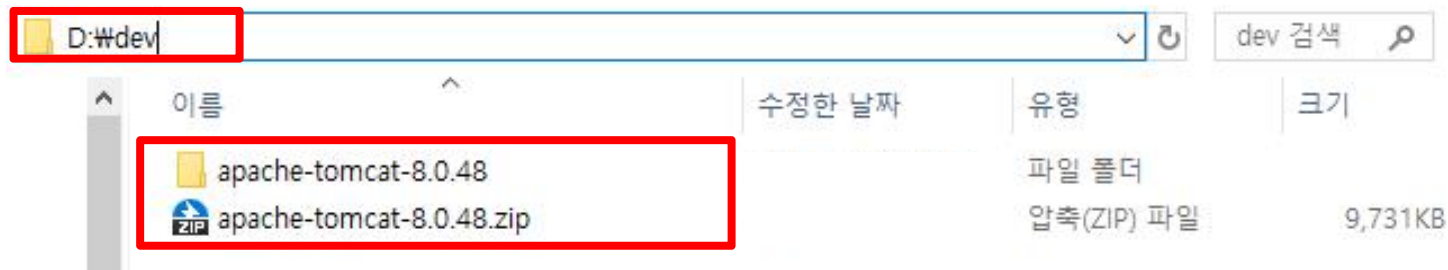 D:₩dev dev 검색
이름 수정한 날짜 유형 크기
apache-tomcat-8.0.48 파일 폴더
ZIP apache-tomcat-8.0.48.zip 압축(ZIP) 파일 9,731KB